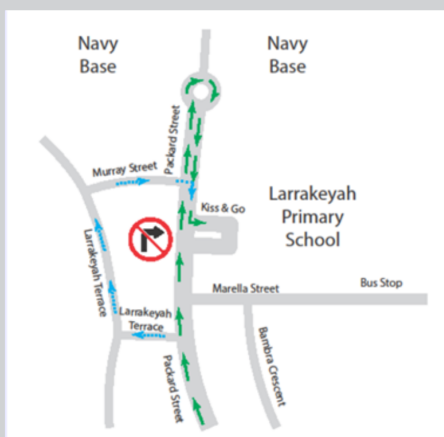 Navy
Base
Navy
Base
Packard Street
Murray Street
Kiss & Go
Larrakeyah
Primary
School
Larrakeyah Terrace
Marella Street
Bus Stop
Larrakeyah
Terrace
Bambra Crescent
Packard Street